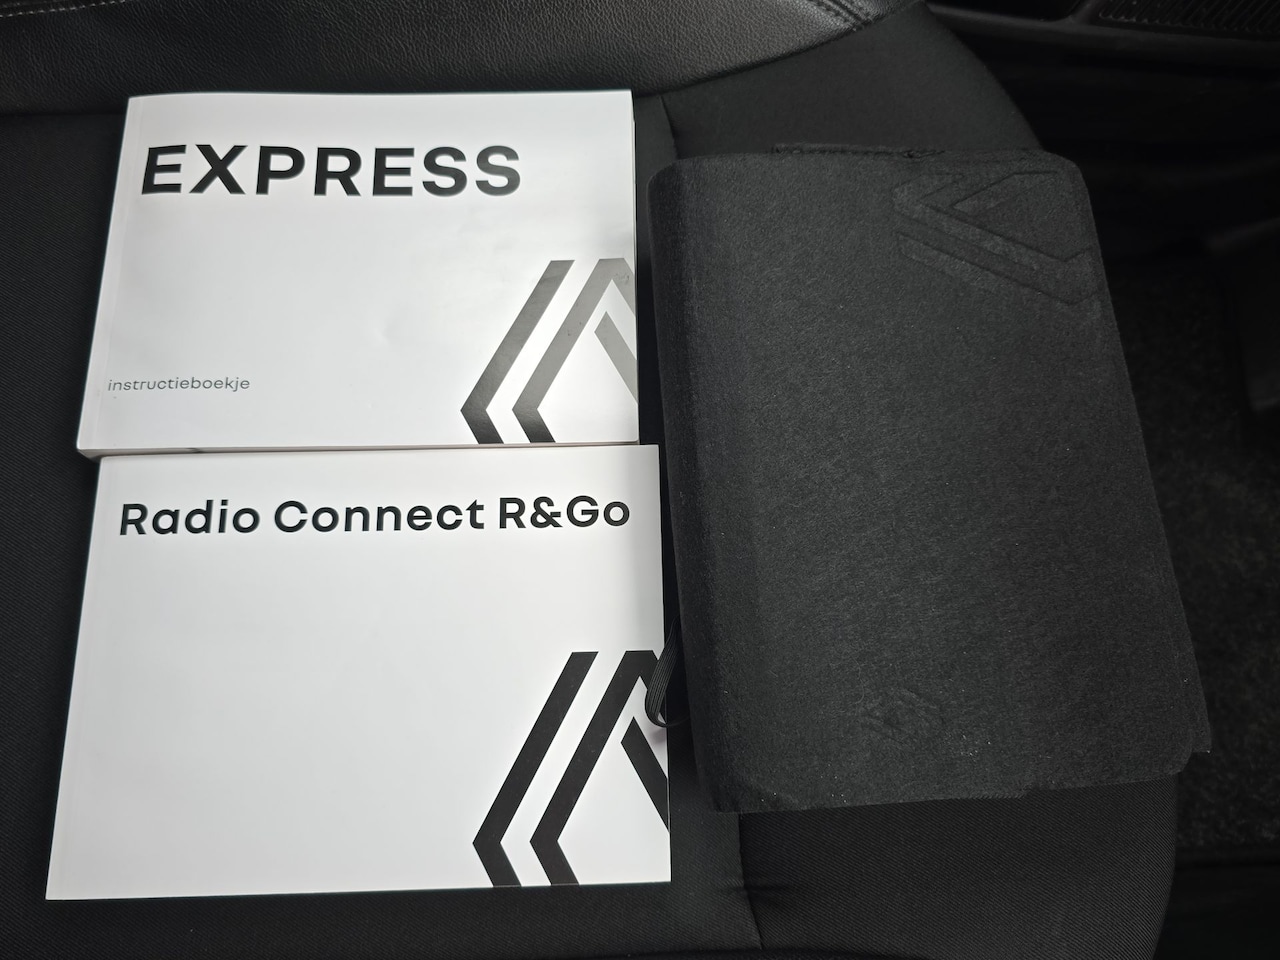 EXPRESS
instructieboekje
Radio Connect R&Go